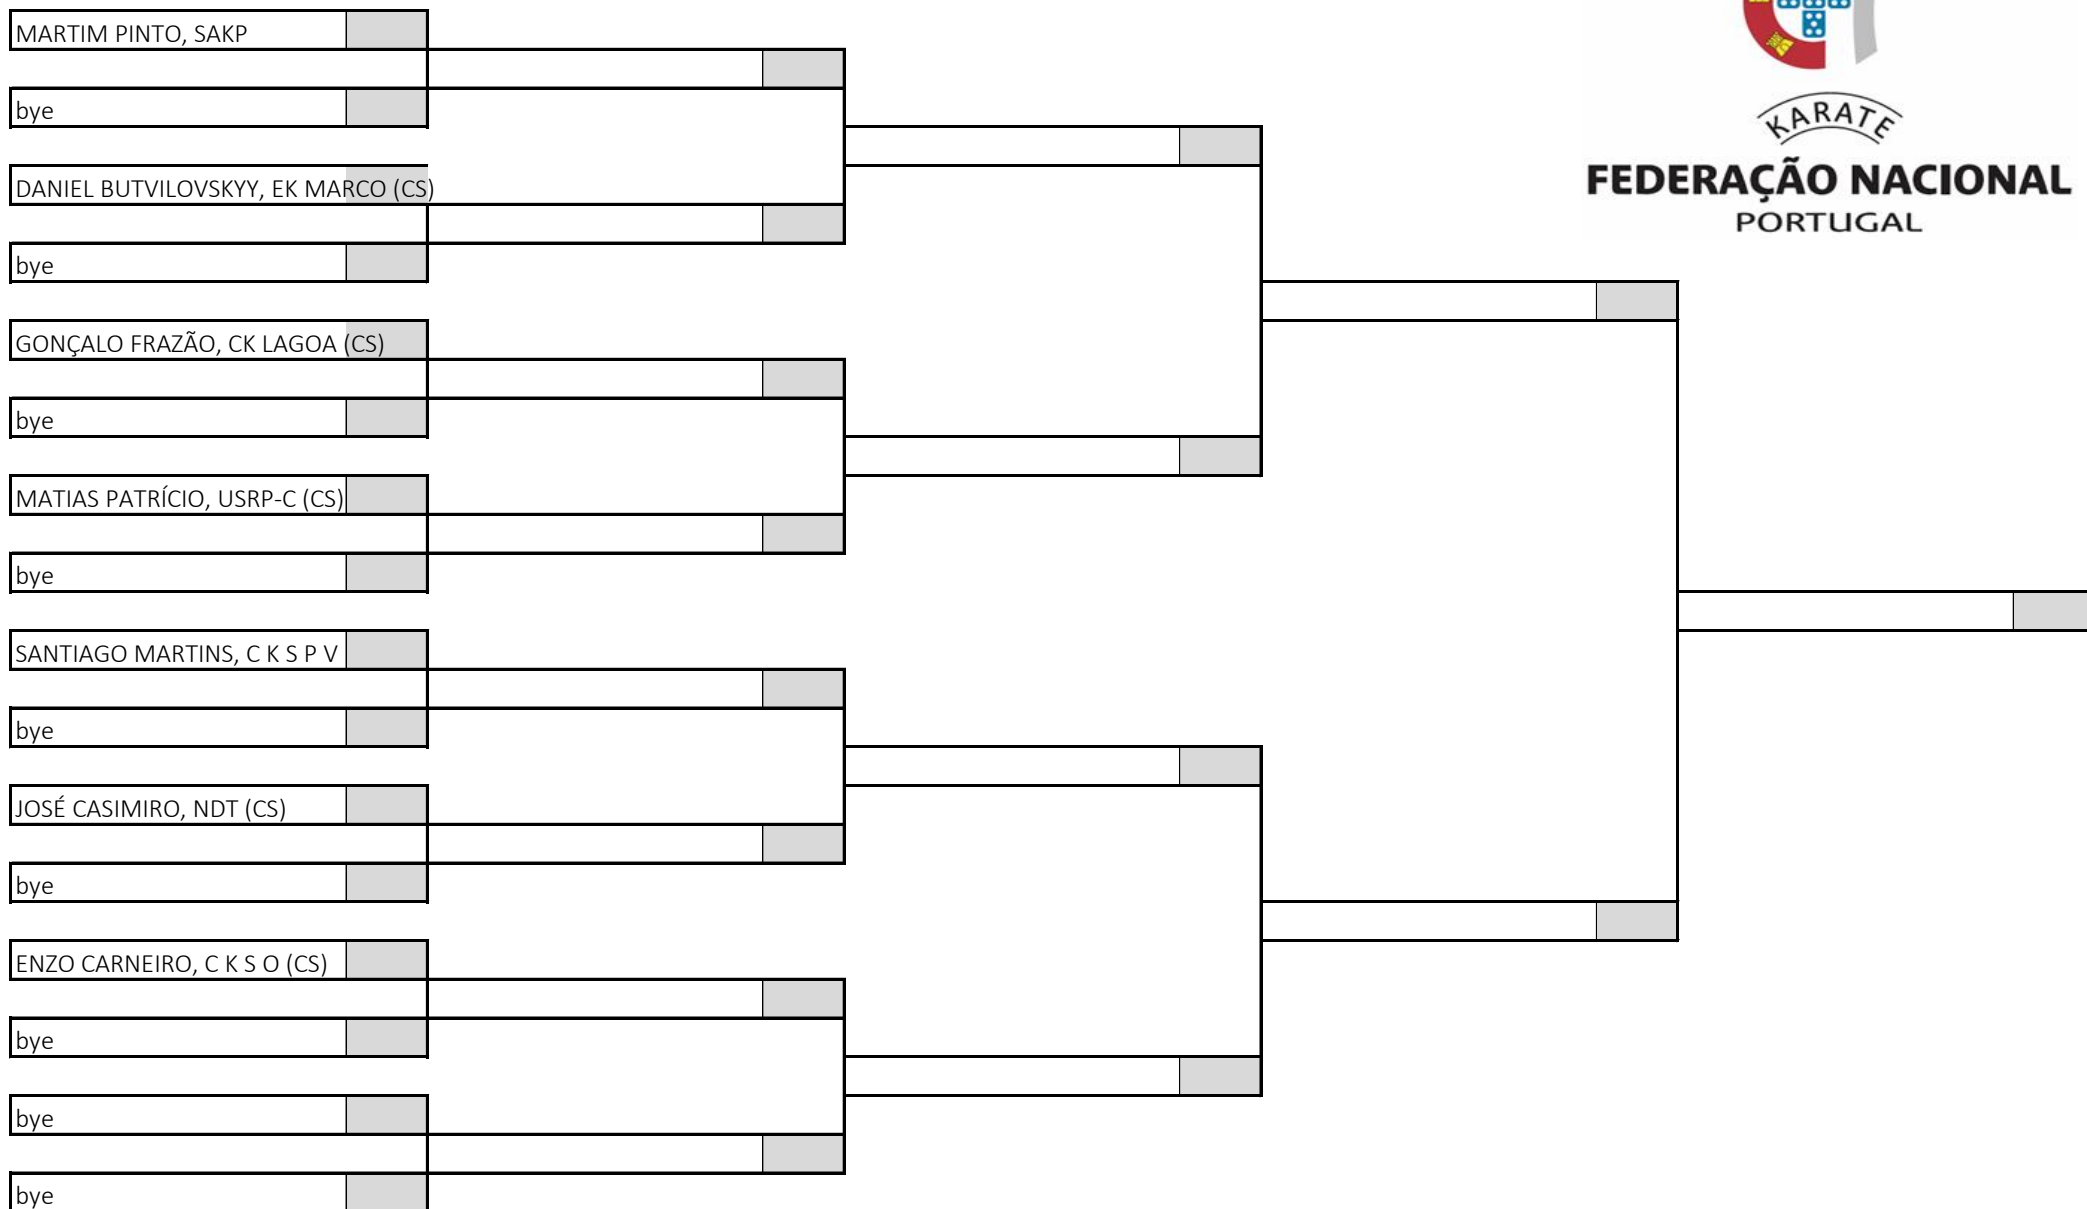 MARTIM PINTO, SAKP
bye
DANIEL BUTVILOVSKYY, EK MARCO (CS)
bye
GONÇALO FRAZÃO, CK LAGOA (CS)
bye
MATIAS PATRÍCIO, USRP-C (CS)
bye
SANTIAGO MARTINS, C K S P V
bye
JOSÉ CASIMIRO, NDT (CS)
bye
ENZO CARNEIRO, C K S O (CS)
bye
bye
bye
KARATE
FEDERAÇÃO NACIONAL
PORTUGAL